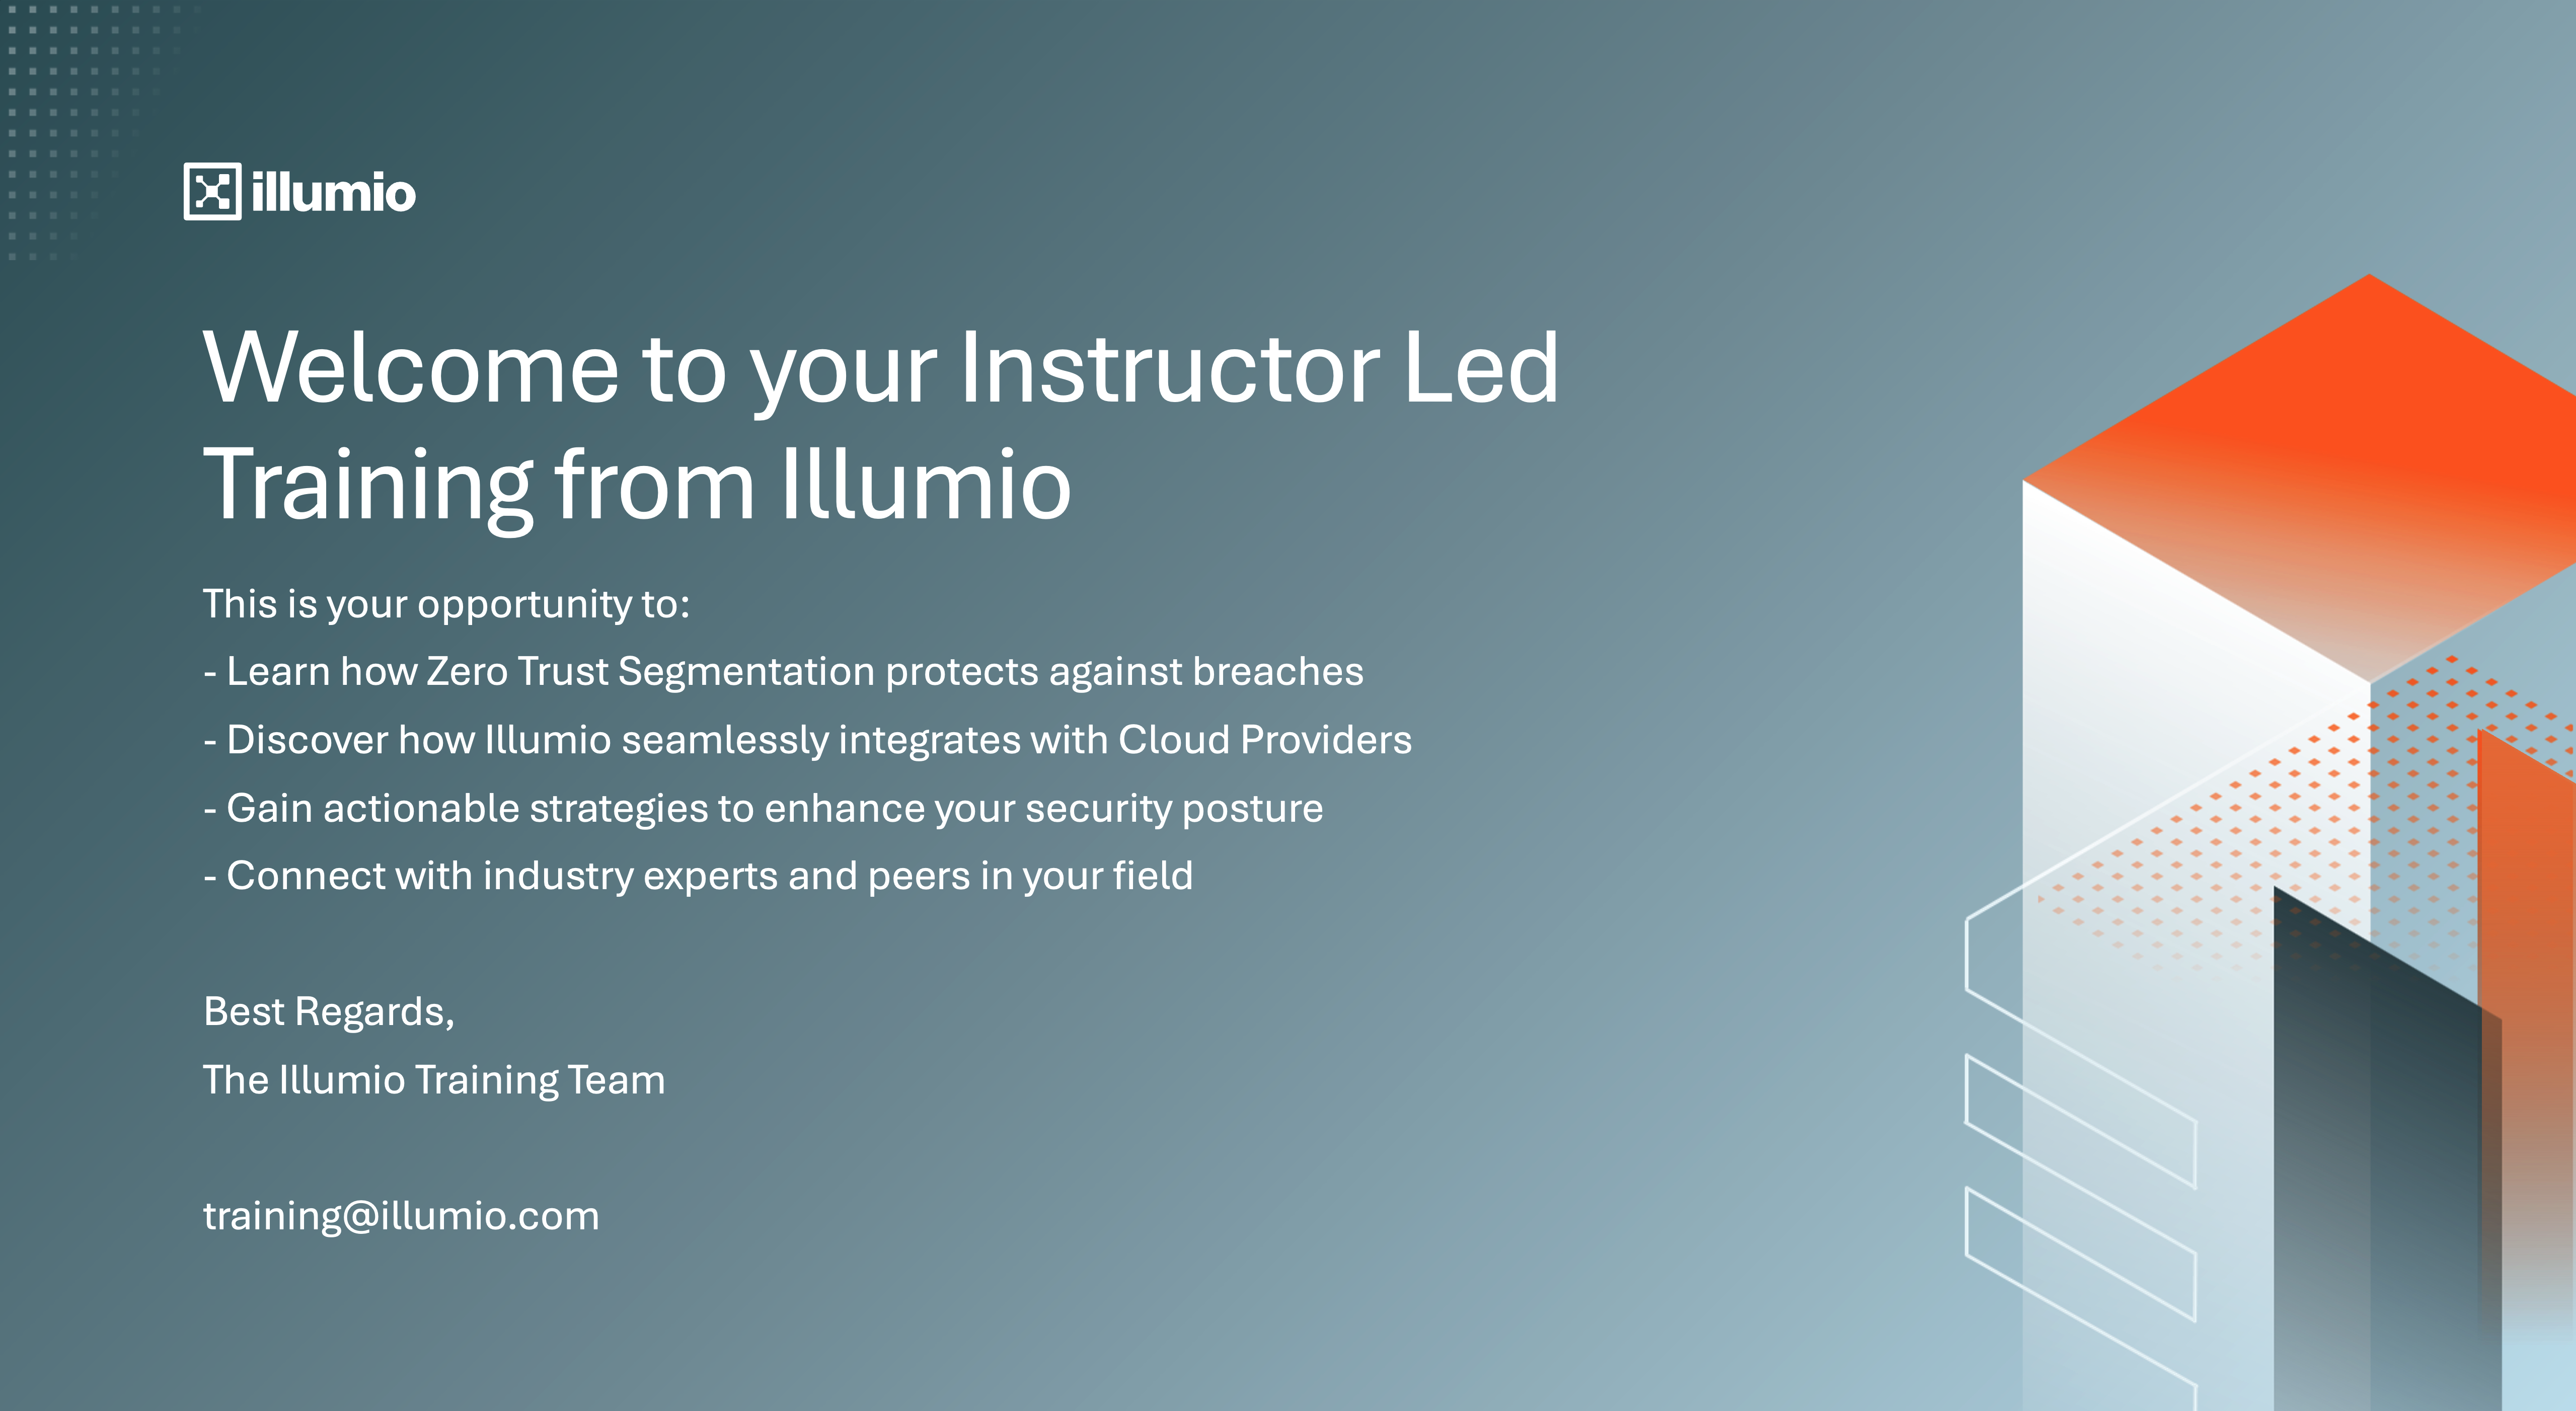 illumio
Welcome to your Instructor Led
Training from Illumio
This is your opportunity to:
- Learn how Zero Trust Segmentation protects against breaches
- Discover how Illumio seamlessly integrates with Cloud Providers
- Gain actionable strategies to enhance your security posture
- Connect with industry experts and peers in your field
Best Regards,
The Illumio Training Team
training@illumio.com